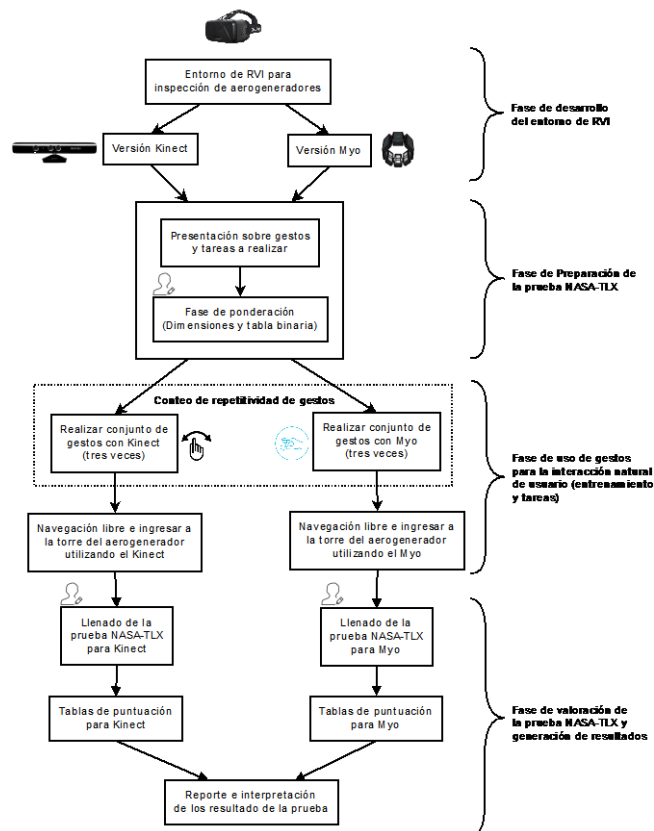 Entorno de RVI para
inspección de aerogeneradores
Fase de desarrollo
del entorno de RVI
Versión Kinect
Versión Myo
Presentación sobre gestos
y tareas a realizar
Fase de ponderación
(Dimensiones y tabla binaria)
Fase de Preparación de
la prueba NASA-TLX
Conteo de repetitividad de gestos
Realizar conjunto de
gestos con Kinect
(tres veces)
Realizar conjunto de
gestos con Myo
(tres veces)
Fase de uso de gestos
para la interacción natural
de usuario (entrenamiento
y tareas)
Navegación libre e ingresar a
la torre del aerogenerador
utilizando el Kinect
Navegación libre e ingresar a
la torre del aerogenerador
utilizando el Myo
Llenado de la
prueba NASA-TLX
para Kinect
Llenado de la
prueba NASA-TLX
para Myo
Tablas de puntuación
para Kinect
Tablas de puntuación
para Myo
Fase de valoración de
la prueba NASA-TLX y
generación de resultados
Reporte e interpretación
de los resultado de la prueba